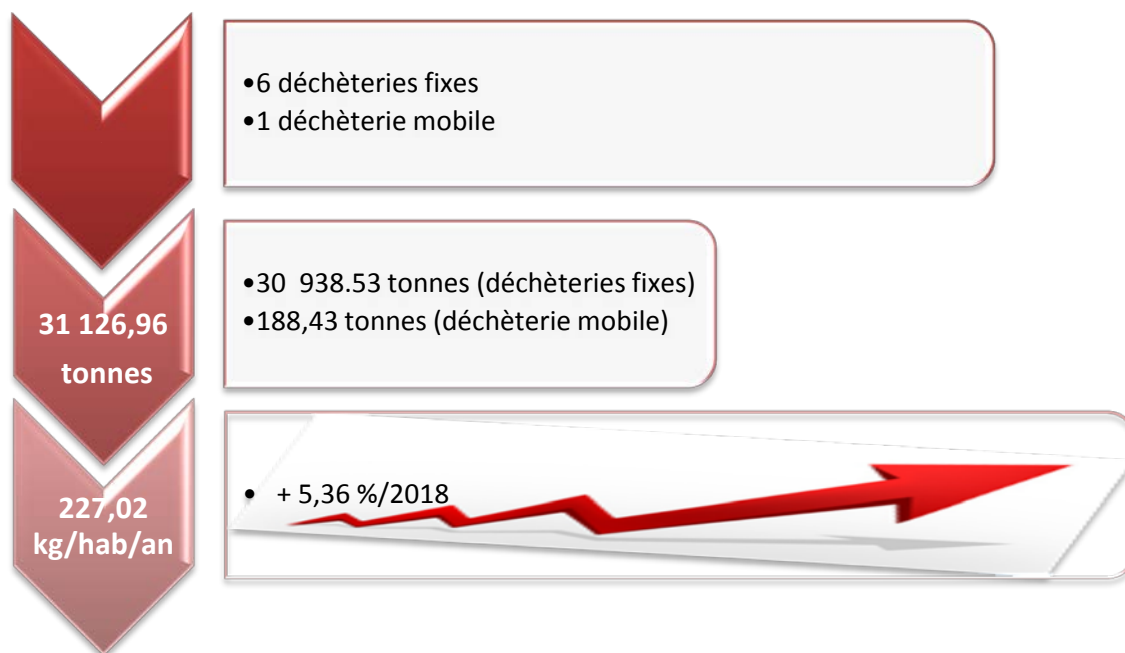 •6 déchèteries fixes
•1 déchèterie mobile
31 126,96
tonnes
•30 938.53 tonnes (déchèteries fixes)
•188,43 tonnes (déchèterie mobile)
227,02
kg/hab/an
• + 5,36 %/2018